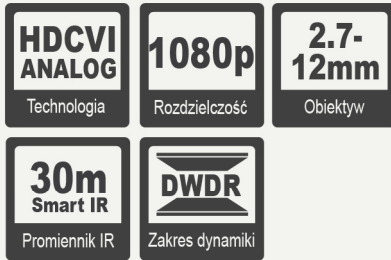 HDCVI
ANALOG
Technologia
1080p
Rozdzielczość
2.7-
12mm
Obiektyw
30m
Smart IR
Promiennik IR
DWDR
Zakres dynamiki